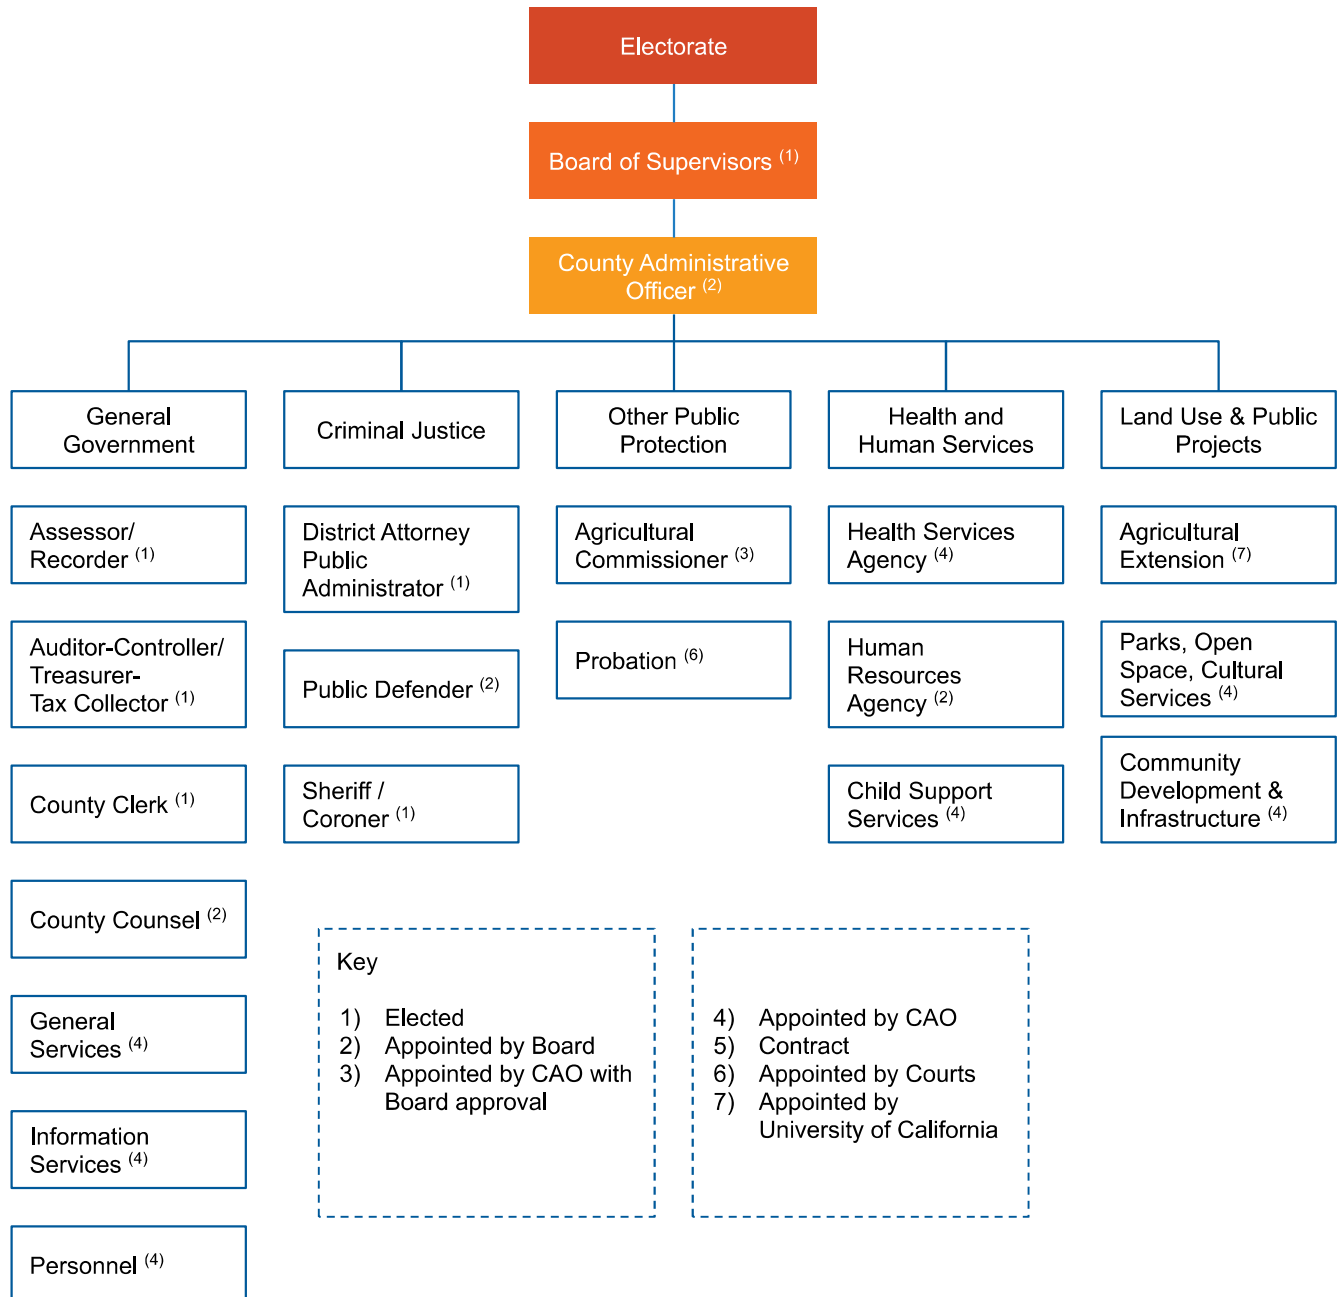 Electorate
Board of Supervisors (1)
County Administrative
Officer (2)
General
Government
Criminal Justice
Other Public
Protection
Health and
Human Services
Land Use & Public
Projects
Assessor/
Recorder (1)
Auditor-Controller/
Treasurer-
Tax Collector (1)
County Clerk (1)
County Counsel (2)
General
Services (4)
Information
Services (4)
Personnel (4)
District Attorney
Public
Administrator (1)
Public Defender (2)
Sheriff /
Coroner (1)
Agricultural
Commissioner (3)
Probation (6)
Health Services
Agency (4)
Human
Resources
Agency (2)
Child Support
Services (4)
Agricultural
Extension (7)
Parks, Open
Space, Cultural
Services (4)
Community
Development &
Infrastructure (4)
Key
1) Elected
2) Appointed by Board
3) Appointed by CAO with
Board approval
4) Appointed by CAO
5) Contract
6) Appointed by Courts
7) Appointed by
University of California